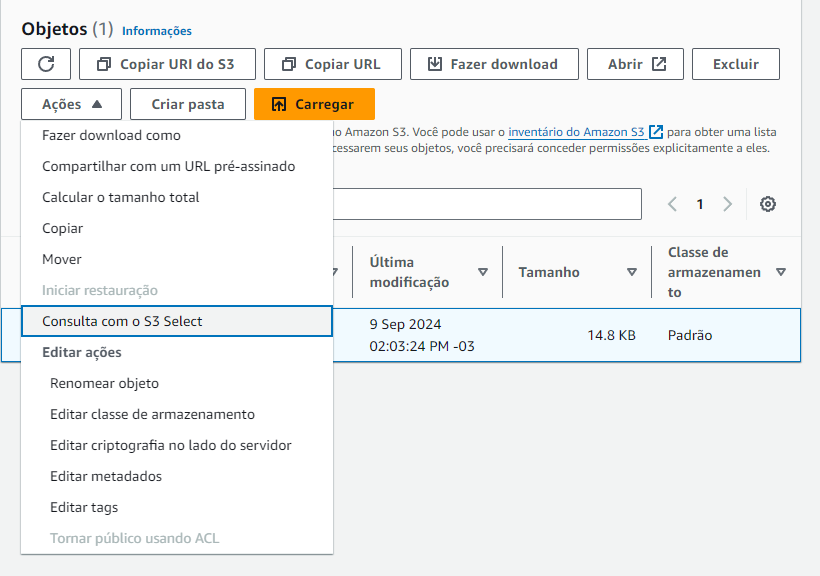 Objetos (1) Informações
Copiar URI do S3 Copiar URL Fazer download Abrir Excluir
Ações Criar pasta Carregar
Fazer download como
Amazon S3. Você pode usar o inventário do Amazon S3 para obter uma lista
seus objetos, você precisará conceder permissões explicitamente a eles.
Compartilhar com um URL pré-assinado
Calcular o tamanho total
1
Copiar
Mover
Última modificação
Tamanho
Classe de armazenamen
to
Iniciar restauração
Consulta com o S3 Select
9 Sep 2024
02:03:24 PM -03
14.8 KB
Padrão
Editar ações
Renomear objeto
Editar classe de armazenamento
Editar criptografia no lado do servidor
Editar metadados
Editar tags
Tornar público usando ACL